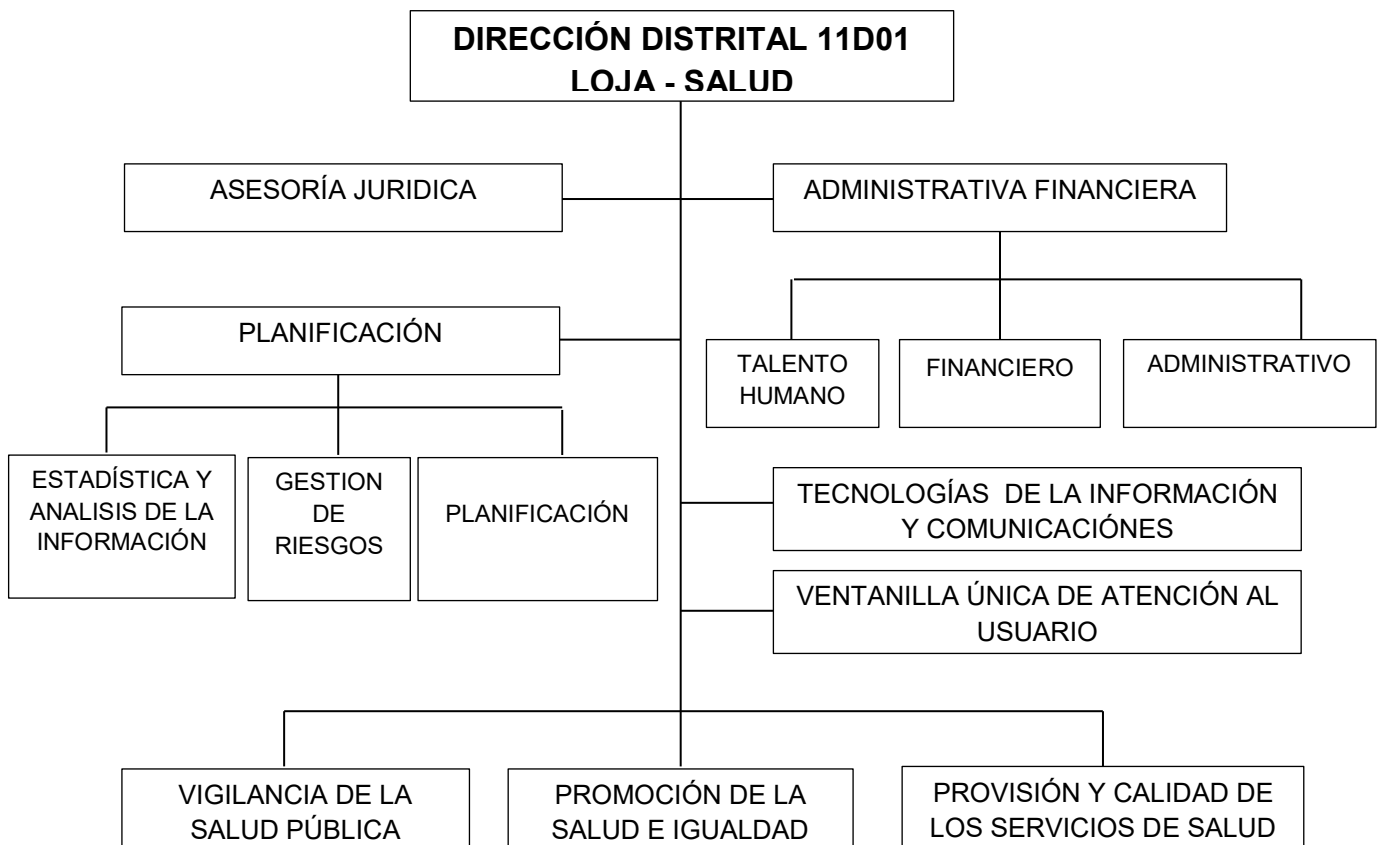 DIRECCIÓN DISTRITAL 11D01
LOJA - SALUD
ASESORÍA JURIDICA
ADMINISTRATIVA FINANCIERA
PLANIFICACIÓN
TALENTO
HUMANO
FINANCIERO
ADMINISTRATIVO
ESTADÍSTICA Y
ANALISIS DE LA
INFORMACIÓN
GESTION
DE
RIESGOS
PLANIFICACIÓN
TECNOLOGÍAS DE LA INFORMACIÓN
Y COMUNICACIÓNES
VENTANILLA ÚNICA DE ATENCIÓN AL
USUARIO
VIGILANCIA DE LA
SALUD PÚBLICA
PROMOCIÓN DE LA
SALUD E IGUALDAD
PROVISIÓN Y CALIDAD DE
LOS SERVICIOS DE SALUD